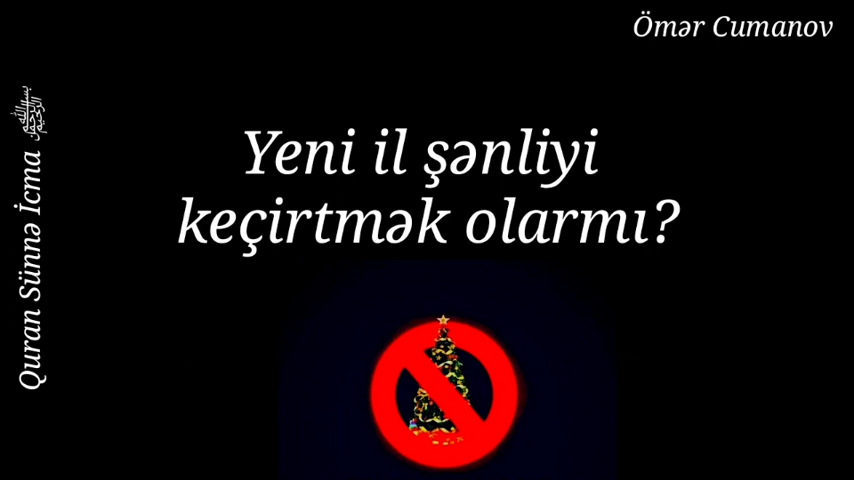 Ömər Cumanov
Yeni il şənliyi
keçirtmək olarmı?
Quran Sünnə İcma ﷽